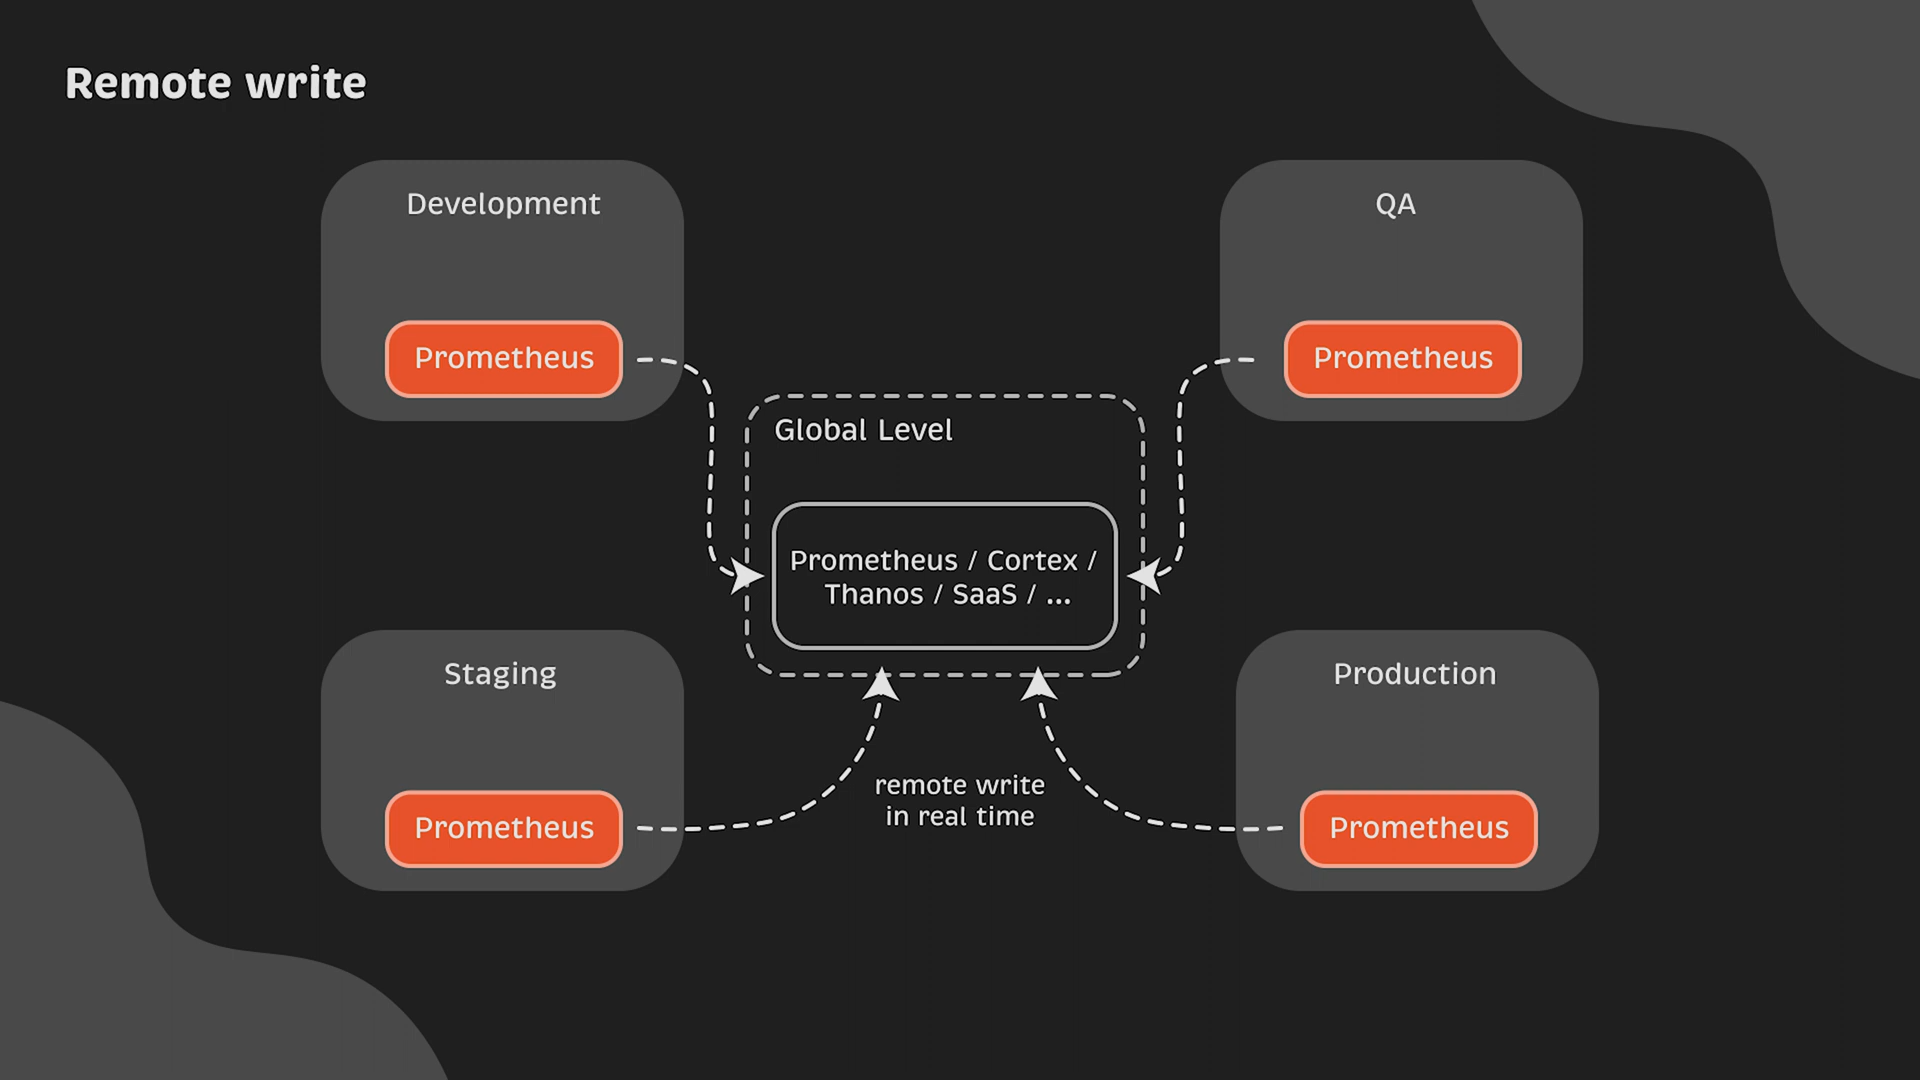 Remote write
Development
Prometheus
QA
Prometheus
Global Level
Prometheus / Cortex /
Thanos / SaaS / ...
Staging
Prometheus
remote write
in real time
Production
Prometheus